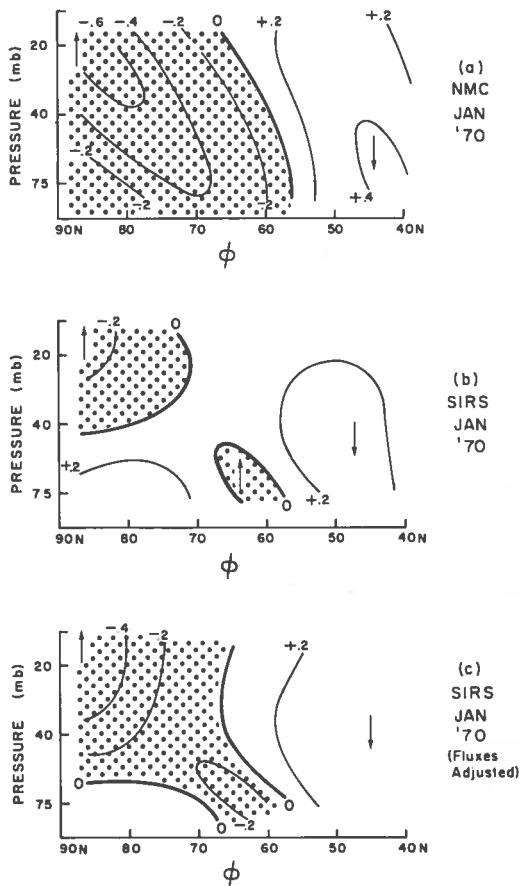 -.6 -.4 -.2 0 +.2 +.2
20
40
75
PRESSURE (mb)
-.2
-.2 -.2 +.4
90N 80 70 60 50 40N
ϕ
(a)
NMC
JAN
'70
-.2 0
20
40
75
PRESSURE (mb)
+.2
0 +.2
90N 80 70 60 50 40N
ϕ
(b)
SIRS
JAN
'70
-.4 -.2 +.2
20
40
75
PRESSURE (mb)
0
0
0 -.2
90N 80 70 60 50 40N
ϕ
(c)
SIRS
JAN
'70
(Fluxes
Adjusted)